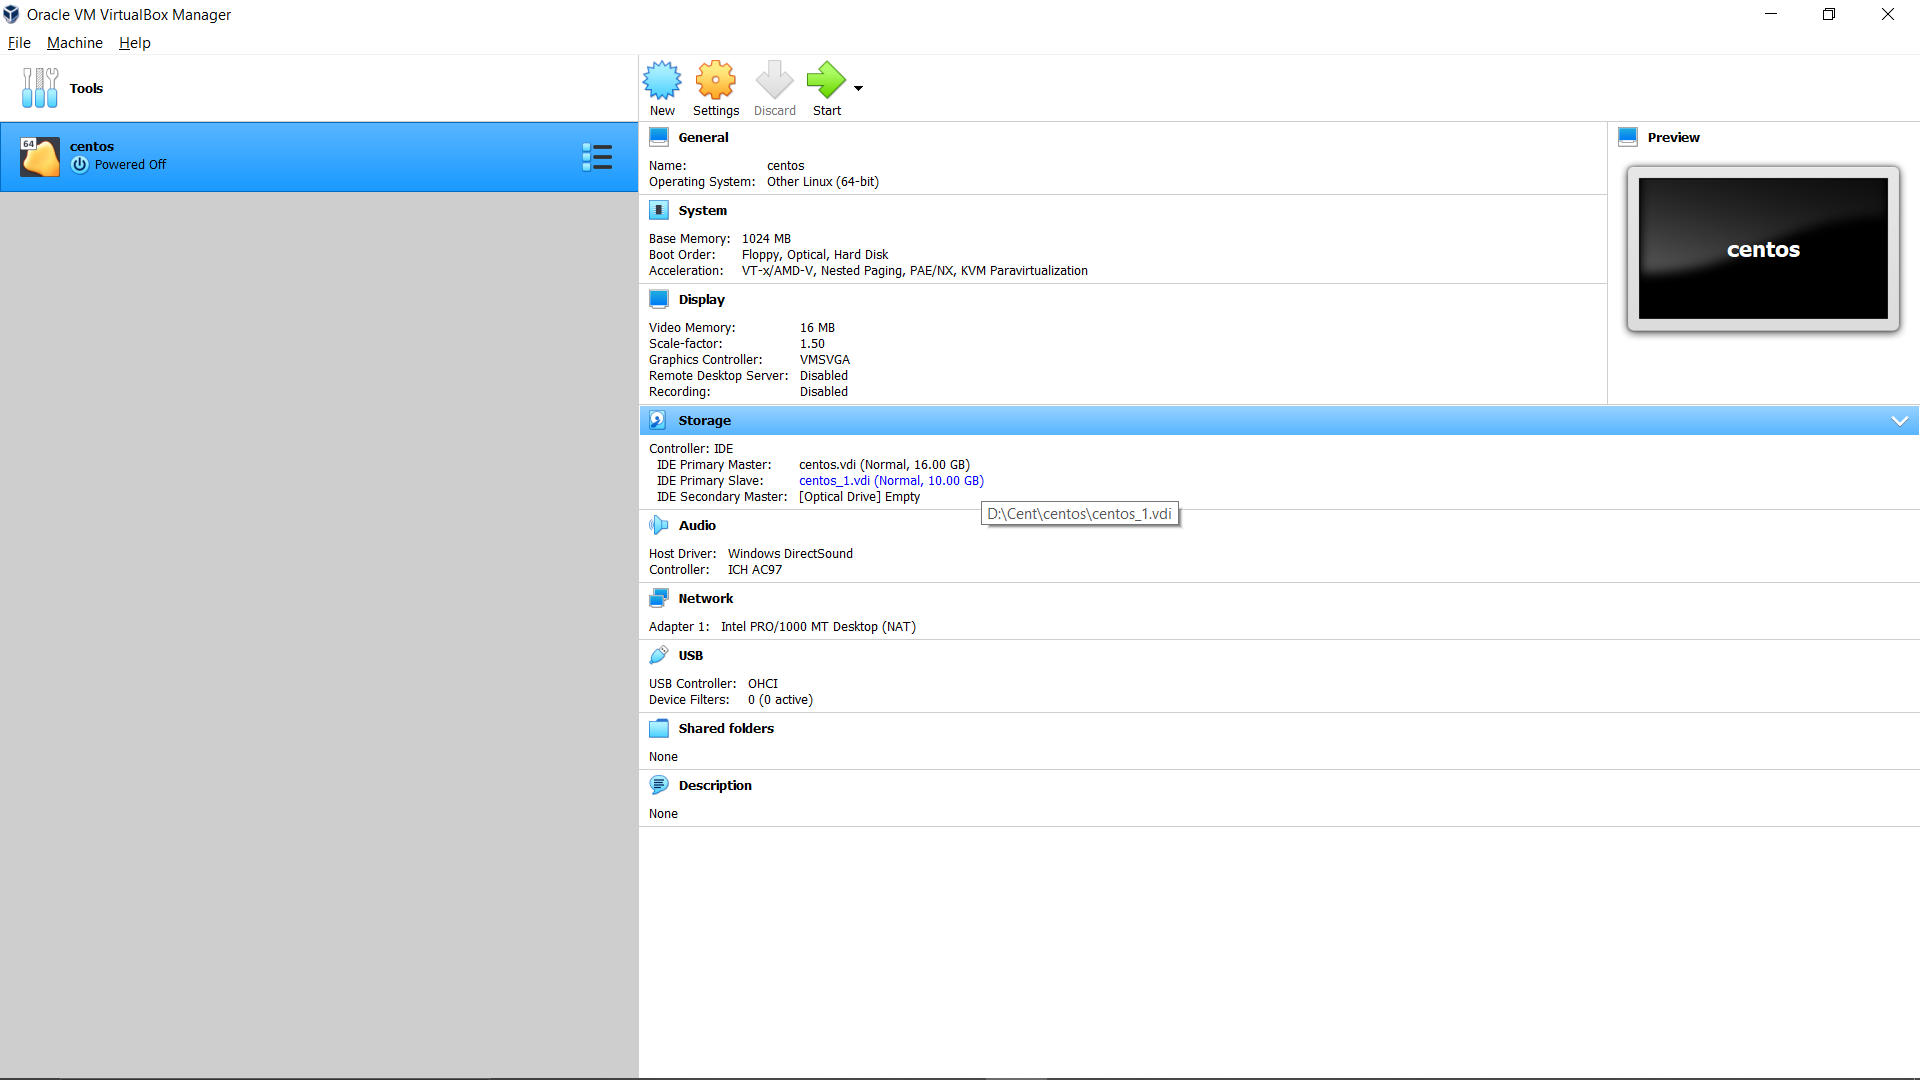 Oracle VM VirtualBox Manager
File Machine Help
Tools
New Settings Discard Start
64
centos
Powered Off
General
Name: centos
Operating System: Other Linux (64-bit)
Preview
centos
System
Base Memory: 1024 MB
Boot Order: Floppy, Optical, Hard Disk
Acceleration: VT-x/AMD-V, Nested Paging, PAE/NX, KVM Paravirtualization
Display
Video Memory: 16 MB
Scale-factor: 1.50
Graphics Controller: VMSVGA
Remote Desktop Server: Disabled
Recording: Disabled
Storage
Controller: IDE
IDE Primary Master: centos.vdi (Normal, 16.00 GB)
IDE Primary Slave: centos_1.vdi (Normal, 10.00 GB)
IDE Secondary Master: [Optical Drive] Empty
D:\Cent\centos\centos_1.vdi
Audio
Host Driver: Windows DirectSound
Controller: ICH AC97
Network
Adapter 1: Intel PRO/1000 MT Desktop (NAT)
USB
USB Controller: OHCI
Device Filters: 0 (0 active)
Shared folders
None
Description
None